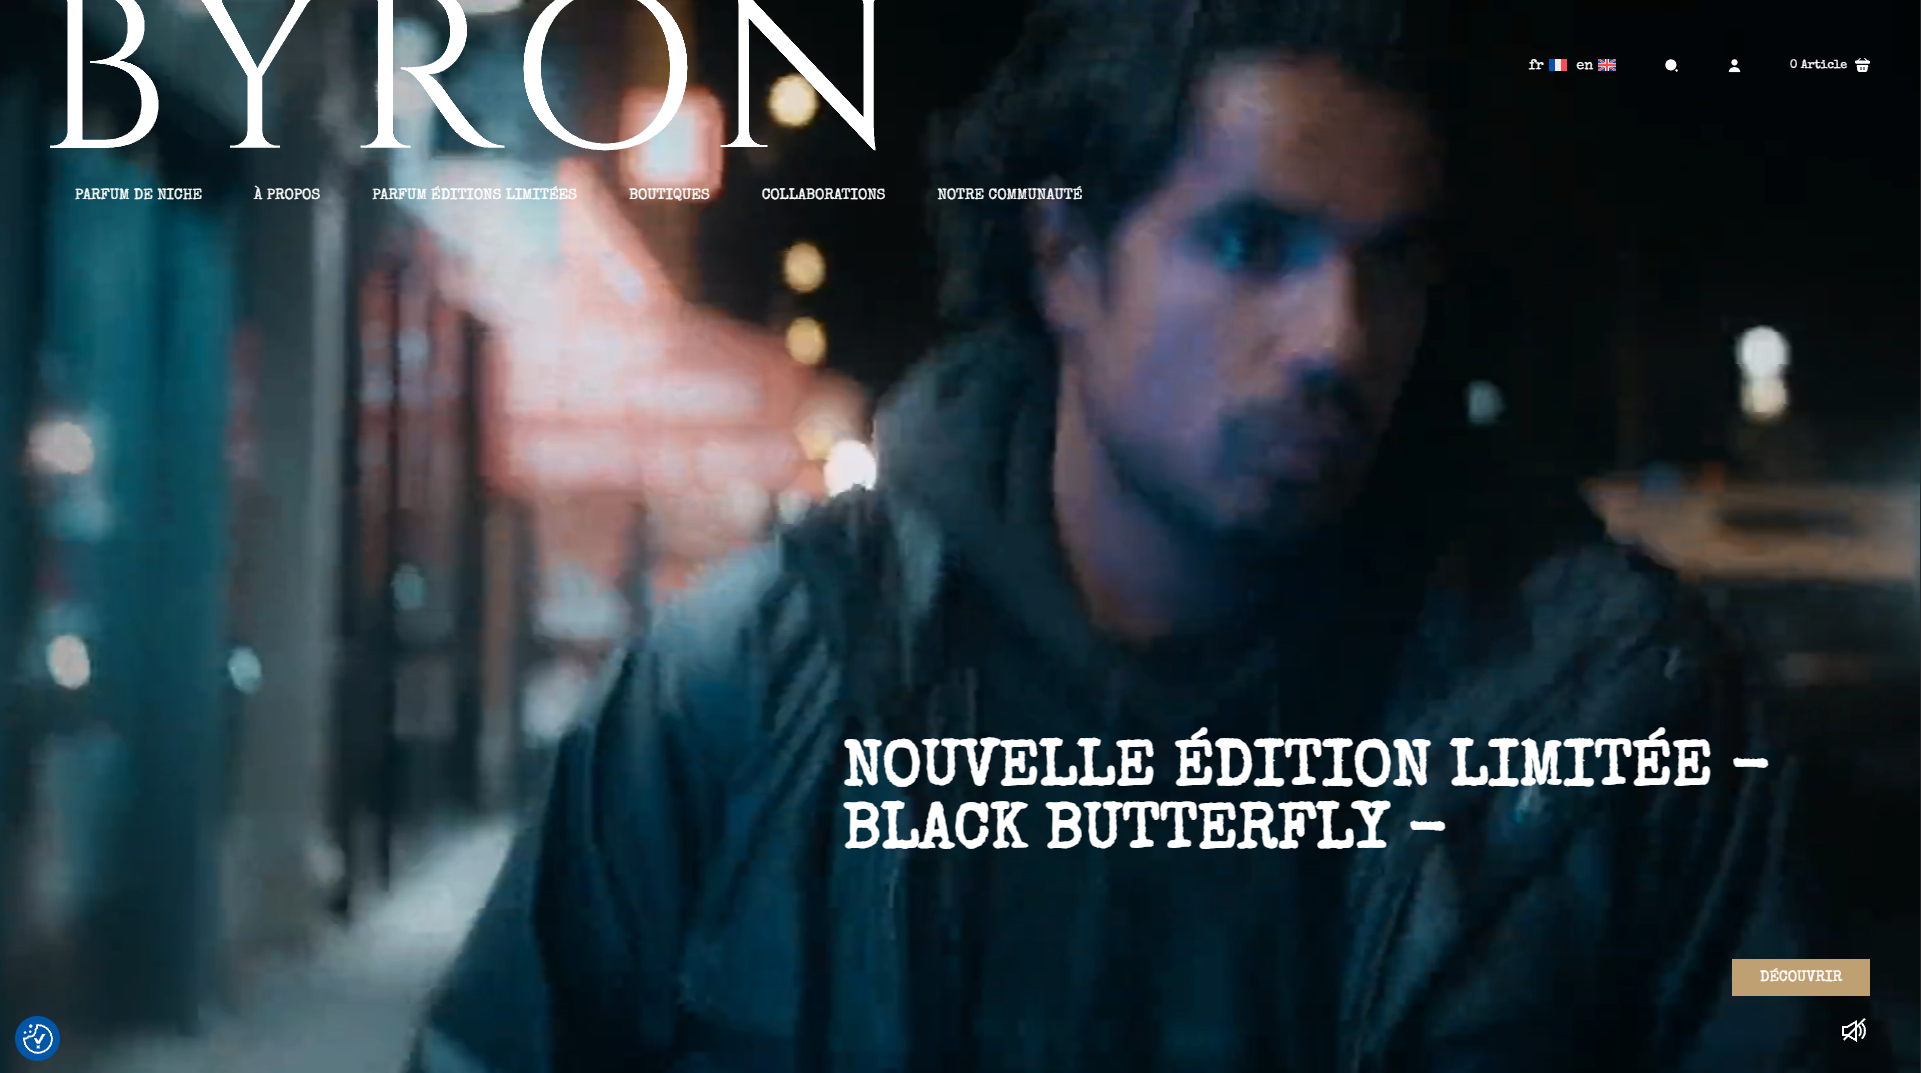 BYRON
fr en 0 Article
PARFUM DE NICHE À PROPOS PARFUM ÉDITIONS LIMITÉES BOUTIQUES COLLABORATIONS NOTRE COMMUNAUTÉ
NOUVELLE ÉDITION LIMITÉE –
BLACK BUTTERFLY –
DÉCOUVRIR